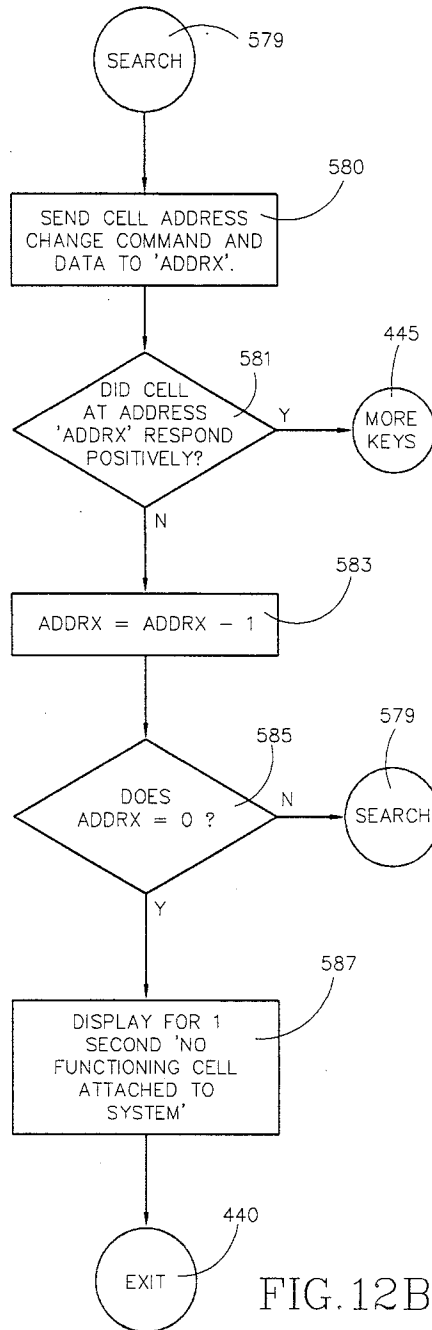 579
SEARCH
580
SEND CELL ADDRESS
CHANGE COMMAND AND
DATA TO 'ADDRX'.
581
445
DID CELL
AT ADDRESS
'ADDRX' RESPOND
POSITIVELY?
Y
MORE
KEYS
N
583
ADDRX = ADDRX - 1
579
585
DOES
ADDRX = 0 ?
N
SEARCH
Y
587
DISPLAY FOR 1
SECOND 'NO
FUNCTIONING CELL
ATTACHED TO
SYSTEM'
440
EXIT
FIG.12B